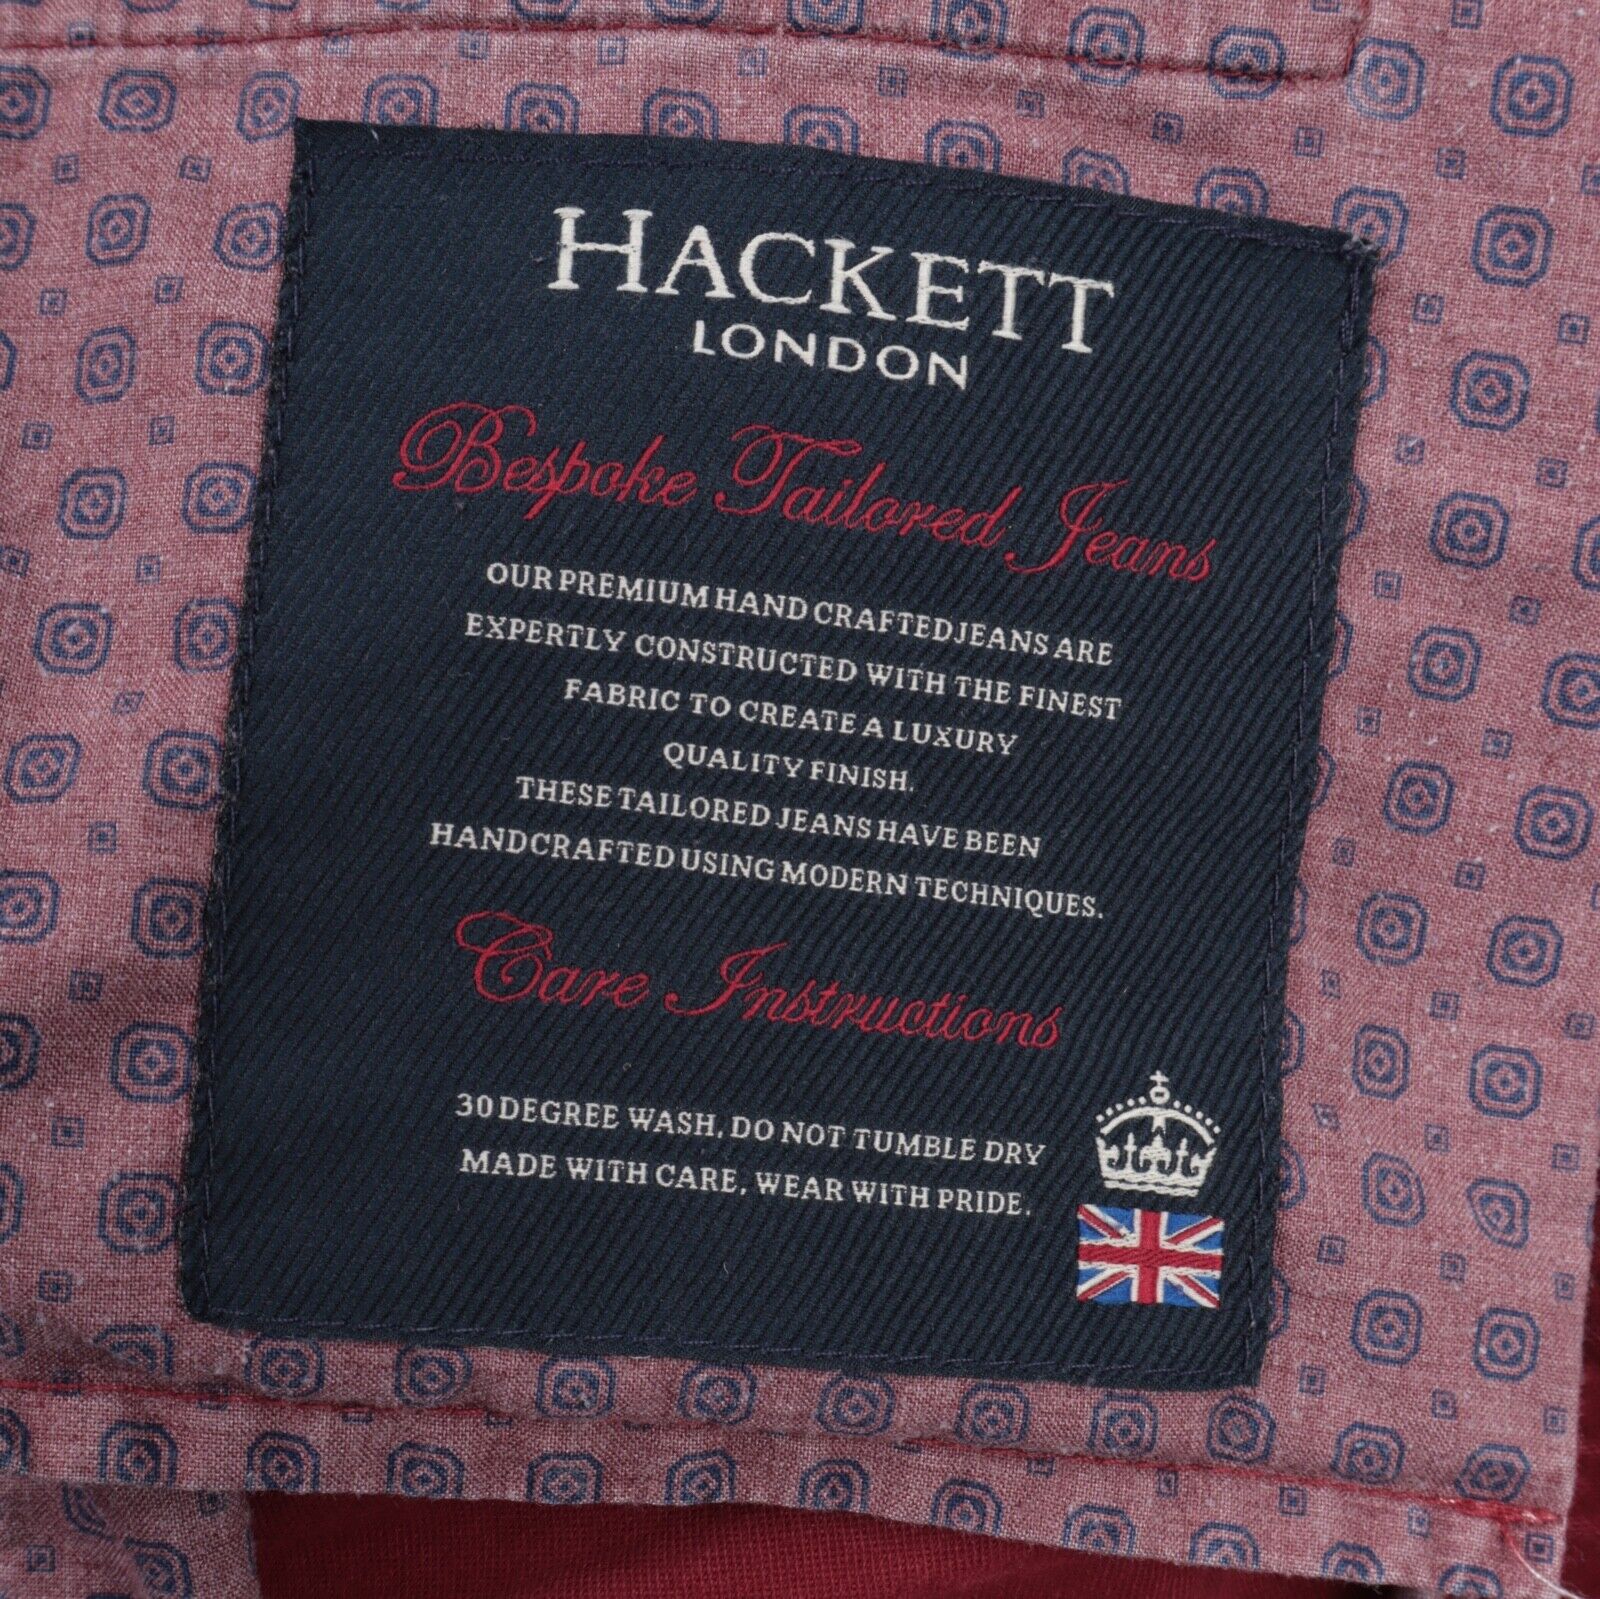 HACKETT
LONDON
Bespoke Tailored Jeans
OUR PREMIUM HAND CRAFTED JEANS ARE
EXPERTLY CONSTRUCTED WITH THE FINEST
FABRIC TO CREATE A LUXURY
QUALITY FINISH.
THESE TAILORED JEANS HAVE BEEN
HANDCRAFTED USING MODERN TECHNIQUES.
Care Instructions
30 DEGREE WASH, DO NOT TUMBLE DRY
MADE WITH CARE, WEAR WITH PRIDE.